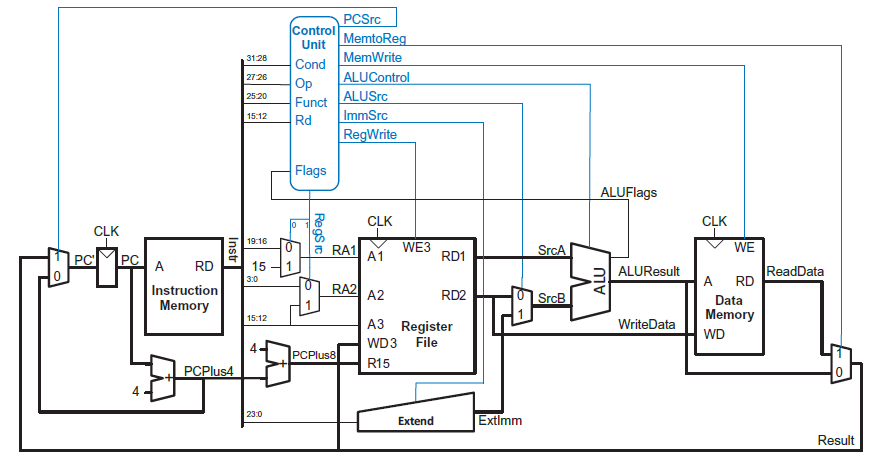 PCSrc
Control
Unit
MemtoReg
MemWrite
31:28
Cond
ALUControl
27:26
Op
ALUSrc
25:20
Funct
ImmSrc
15:12
Rd
RegWrite
Flags
ALUFlags
CLK
CLK
CLK
RegSrc
0 1
Instr
19:16
0
RA1
A1
WE3
RD1
SrcA
WE
1
PC'
PC
A
RD
15
1
ALU
ALUResult
A
RD
ReadData
0
Instruction
Memory
3:0
0
RA2
A2
RD2
0
SrcB
Data
Memory
1
1
15:12
A3
Register
File
WriteData
WD
WD3
4
+
PCPlus8
R15
1
0
PCPlus4
+
4
23:0
Extend
ExtImm
Result